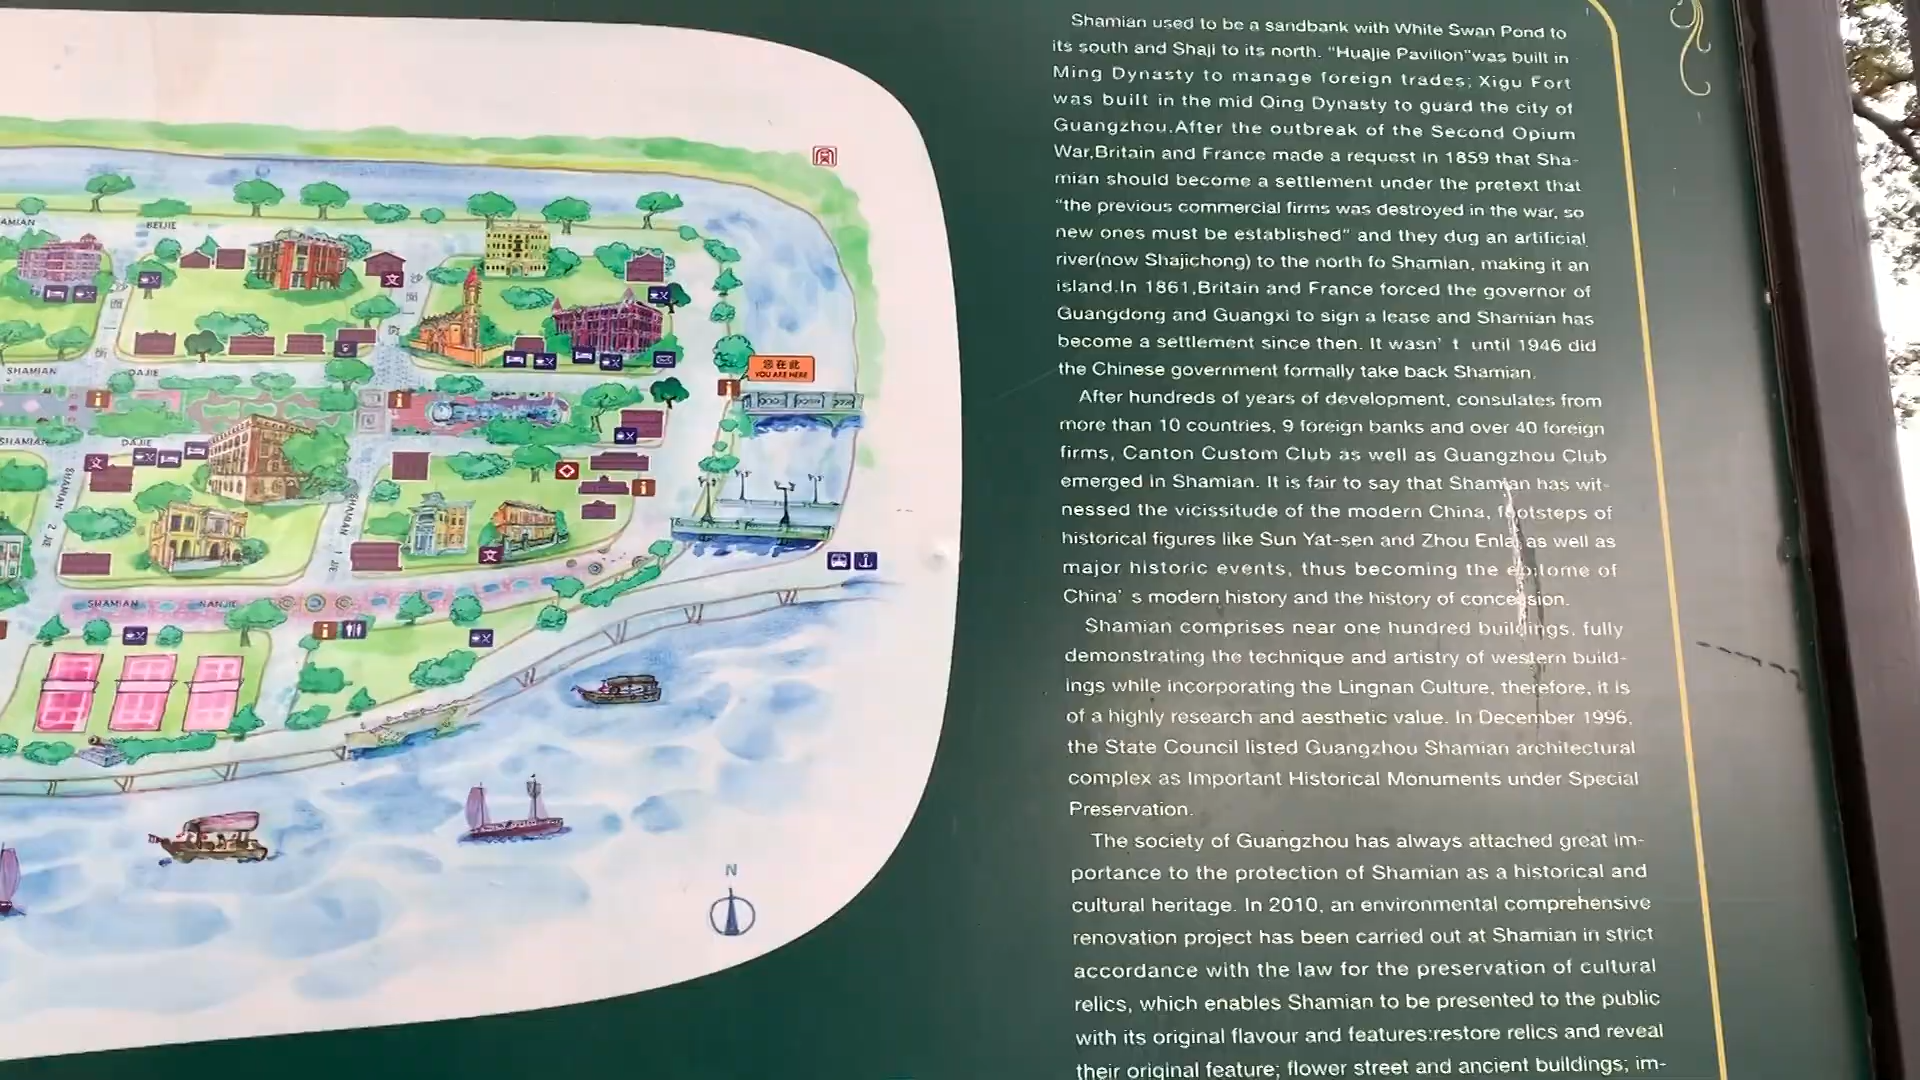 AMIAN
BEIJIE
SHAMIAN
DAJIE
您在此
YOU ARE HERE
SHAMIAN
DAJIE
SHAMIAN 2 JIE
SHAMIAN 1 JIE
SHAMIAN
NANJIE
N
Shamian used to be a sandbank with White Swan Pond to
its south and Shaji to its north. "Huajie Pavilion"was built in
Ming Dynasty to manage foreign trades; Xigu Fort
was built in the mid Qing Dynasty to guard the city of
Guangzhou.After the outbreak of the Second Opium
War,Britain and France made a request in 1859 that Sha-
mian should become a settlement under the pretext that
"the previous commercial firms was destroyed in the war, so
new ones must be established" and they dug an artificial
river(now Shajichong) to the north fo Shamian, making it an
island.In 1861,Britain and France forced the governor of
Guangdong and Guangxi to sign a lease and Shamian has
become a settlement since then. It wasn' t until 1946 did
the Chinese government formally take back Shamian.
After hundreds of years of development, consulates from
more than 10 countries, 9 foreign banks and over 40 foreign
firms, Canton Custom Club as well as Guangzhou Club
emerged in Shamian. It is fair to say that Shamian has wit-
nessed the vicissitude of the modern China, footsteps of
historical figures like Sun Yat-sen and Zhou Enlai as well as
major historic events, thus becoming the epitome of
China' s modern history and the history of concession.
Shamian comprises near one hundred buildings, fully
demonstrating the technique and artistry of western build-
ings while incorporating the Lingnan Culture, therefore, it is
of a highly research and aesthetic value. In December 1996,
the State Council listed Guangzhou Shamian architectural
complex as Important Historical Monuments under Special
Preservation.
The society of Guangzhou has always attached great im-
portance to the protection of Shamian as a historical and
cultural heritage. In 2010, an environmental comprehensive
renovation project has been carried out at Shamian in strict
accordance with the law for the preservation of cultural
relics, which enables Shamian to be presented to the public
with its original flavour and features:restore relics and reveal
their original feature; flower street and ancient buildings; im-